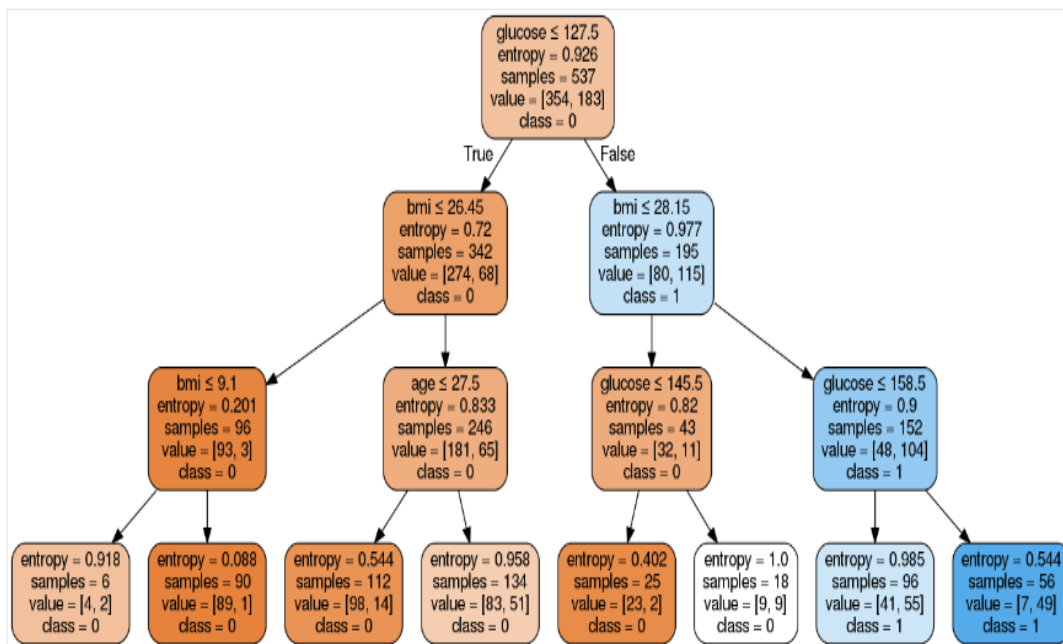 glucose ≤ 127.5
entropy = 0.926
samples = 537
value = [354, 183]
class = 0
True
False
bmi ≤ 26.45
entropy = 0.72
samples = 342
value = [274, 68]
class = 0
bmi ≤ 28.15
entropy = 0.977
samples = 195
value = [80, 115]
class = 1
bmi ≤ 9.1
entropy = 0.201
samples = 96
value = [93, 3]
class = 0
age ≤ 27.5
entropy = 0.833
samples = 246
value = [181, 65]
class = 0
glucose ≤ 145.5
entropy = 0.82
samples = 43
value = [32, 11]
class = 0
glucose ≤ 158.5
entropy = 0.9
samples = 152
value = [48, 104]
class = 1
entropy = 0.918
samples = 6
value = [4, 2]
class = 0
entropy = 0.088
samples = 90
value = [89, 1]
class = 0
entropy = 0.544
samples = 112
value = [98, 14]
class = 0
entropy = 0.958
samples = 134
value = [83, 51]
class = 0
entropy = 0.402
samples = 25
value = [23, 2]
class = 0
entropy = 1.0
samples = 18
value = [9, 9]
class = 0
entropy = 0.985
samples = 96
value = [41, 55]
class = 1
entropy = 0.544
samples = 56
value = [7, 49]
class = 1